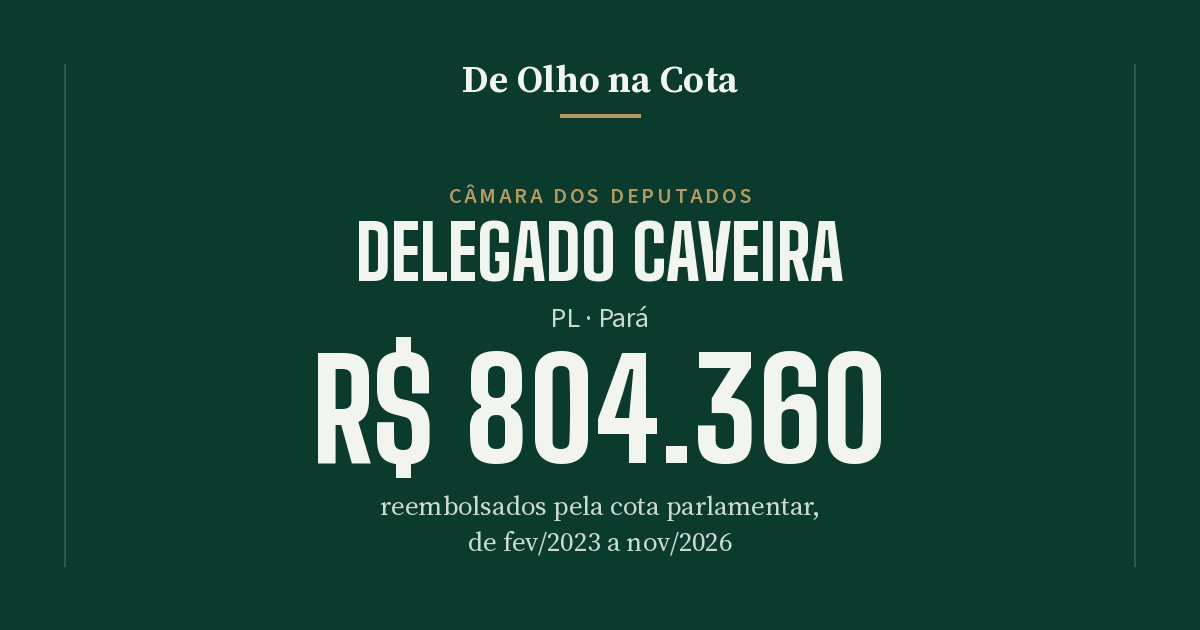 De Olho na Cota
CÂMARA DOS DEPUTADOS
DELEGADO CAVEIRA
PL · Pará
R$ 804.360
reembolsados pela cota parlamentar,
de fev/2023 a nov/2026